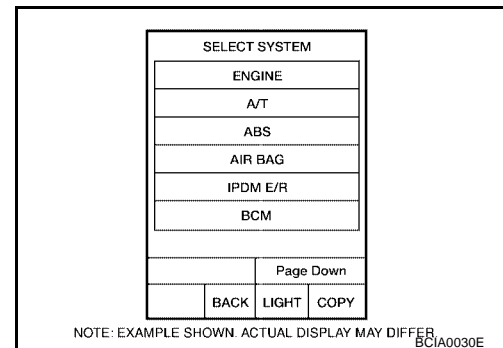 SELECT SYSTEM
ENGINE
A/T
ABS
AIR BAG
IPDM E/R
BCM
Page Down
BACK LIGHT COPY
NOTE: EXAMPLE SHOWN. ACTUAL DISPLAY MAY DIFFER.
BCIA0030E